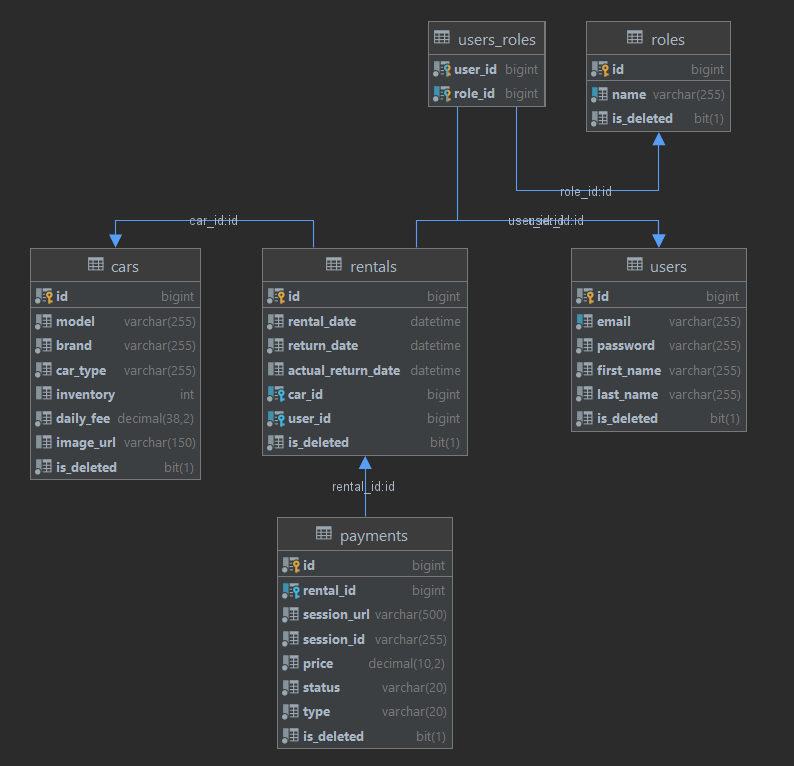 users_roles
user_id bigint
role_id bigint
roles
id bigint
name varchar(255)
is_deleted bit(1)
role_id:id
car_id:id
user_id:id
user_id:id
cars
id bigint
model varchar(255)
brand varchar(255)
car_type varchar(255)
inventory int
daily_fee decimal(38,2)
image_url varchar(150)
is_deleted bit(1)
rentals
id bigint
rental_date datetime
return_date datetime
actual_return_date datetime
car_id bigint
user_id bigint
is_deleted bit(1)
users
id bigint
email varchar(255)
password varchar(255)
first_name varchar(255)
last_name varchar(255)
is_deleted bit(1)
rental_id:id
payments
id bigint
rental_id bigint
session_url varchar(500)
session_id varchar(255)
price decimal(10,2)
status varchar(20)
type varchar(20)
is_deleted bit(1)